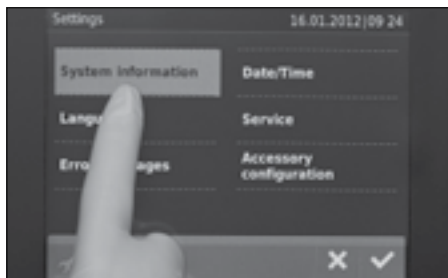 Settings 16.01.2012|09 24
System information Date/Time
Service
Accessory
configuration